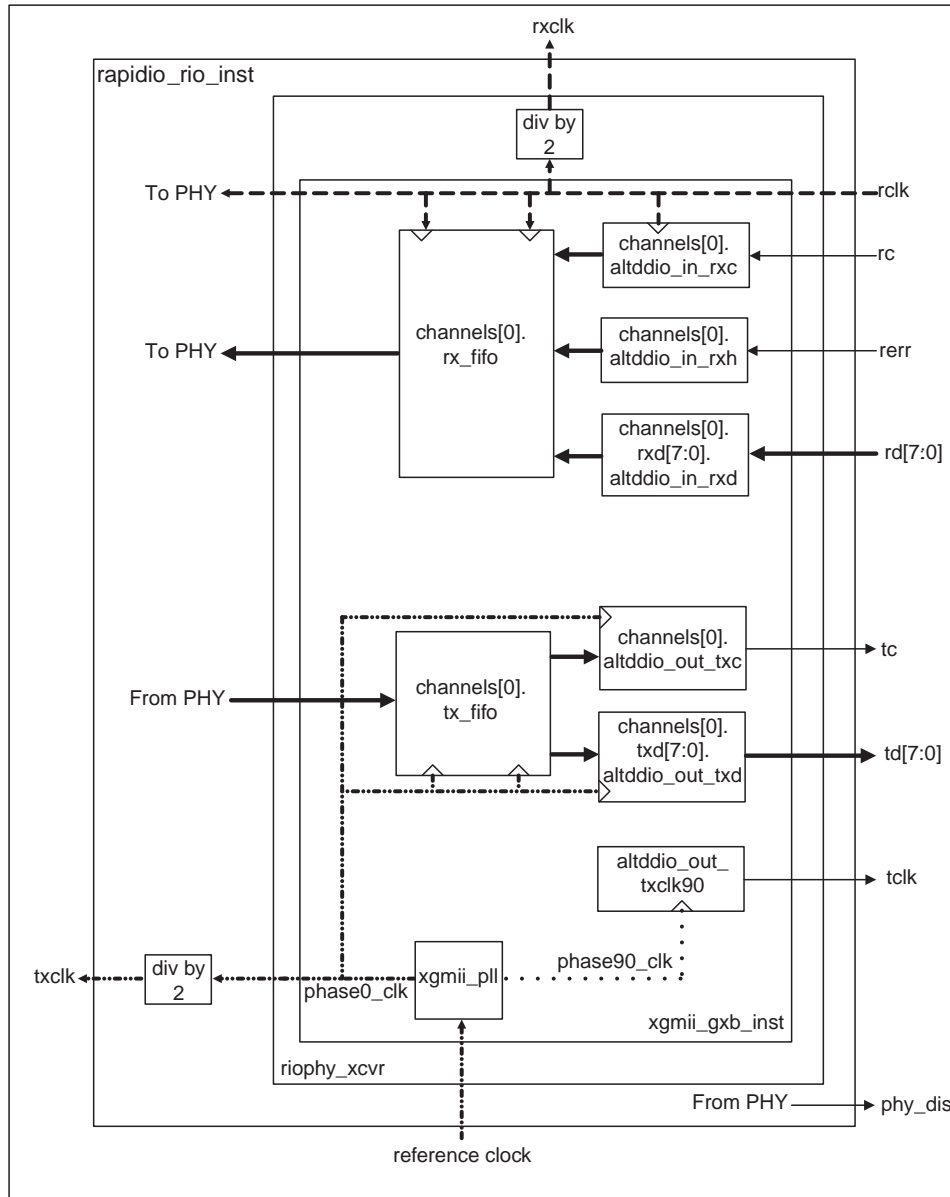 rxclk
rapidio_rio_inst
div by
2
To PHY
rclk
channels[0].
altddio_in_rxc
rc
channels[0].
rx_fifo
To PHY
channels[0].
altddio_in_rxh
rerr
channels[0].
rxd[7:0].
altddio_in_rxd
rd[7:0]
channels[0].
altddio_out_txc
tc
From PHY
channels[0].
tx_fifo
channels[0].
txd[7:0].
altddio_out_txd
td[7:0]
altddio_out_
txclk90
tclk
txclk
div by
2
phase0_clk
xgmii_pll
phase90_clk
xgmii_gxb_inst
riophy_xcvr
From PHY
phy_dis
reference clock